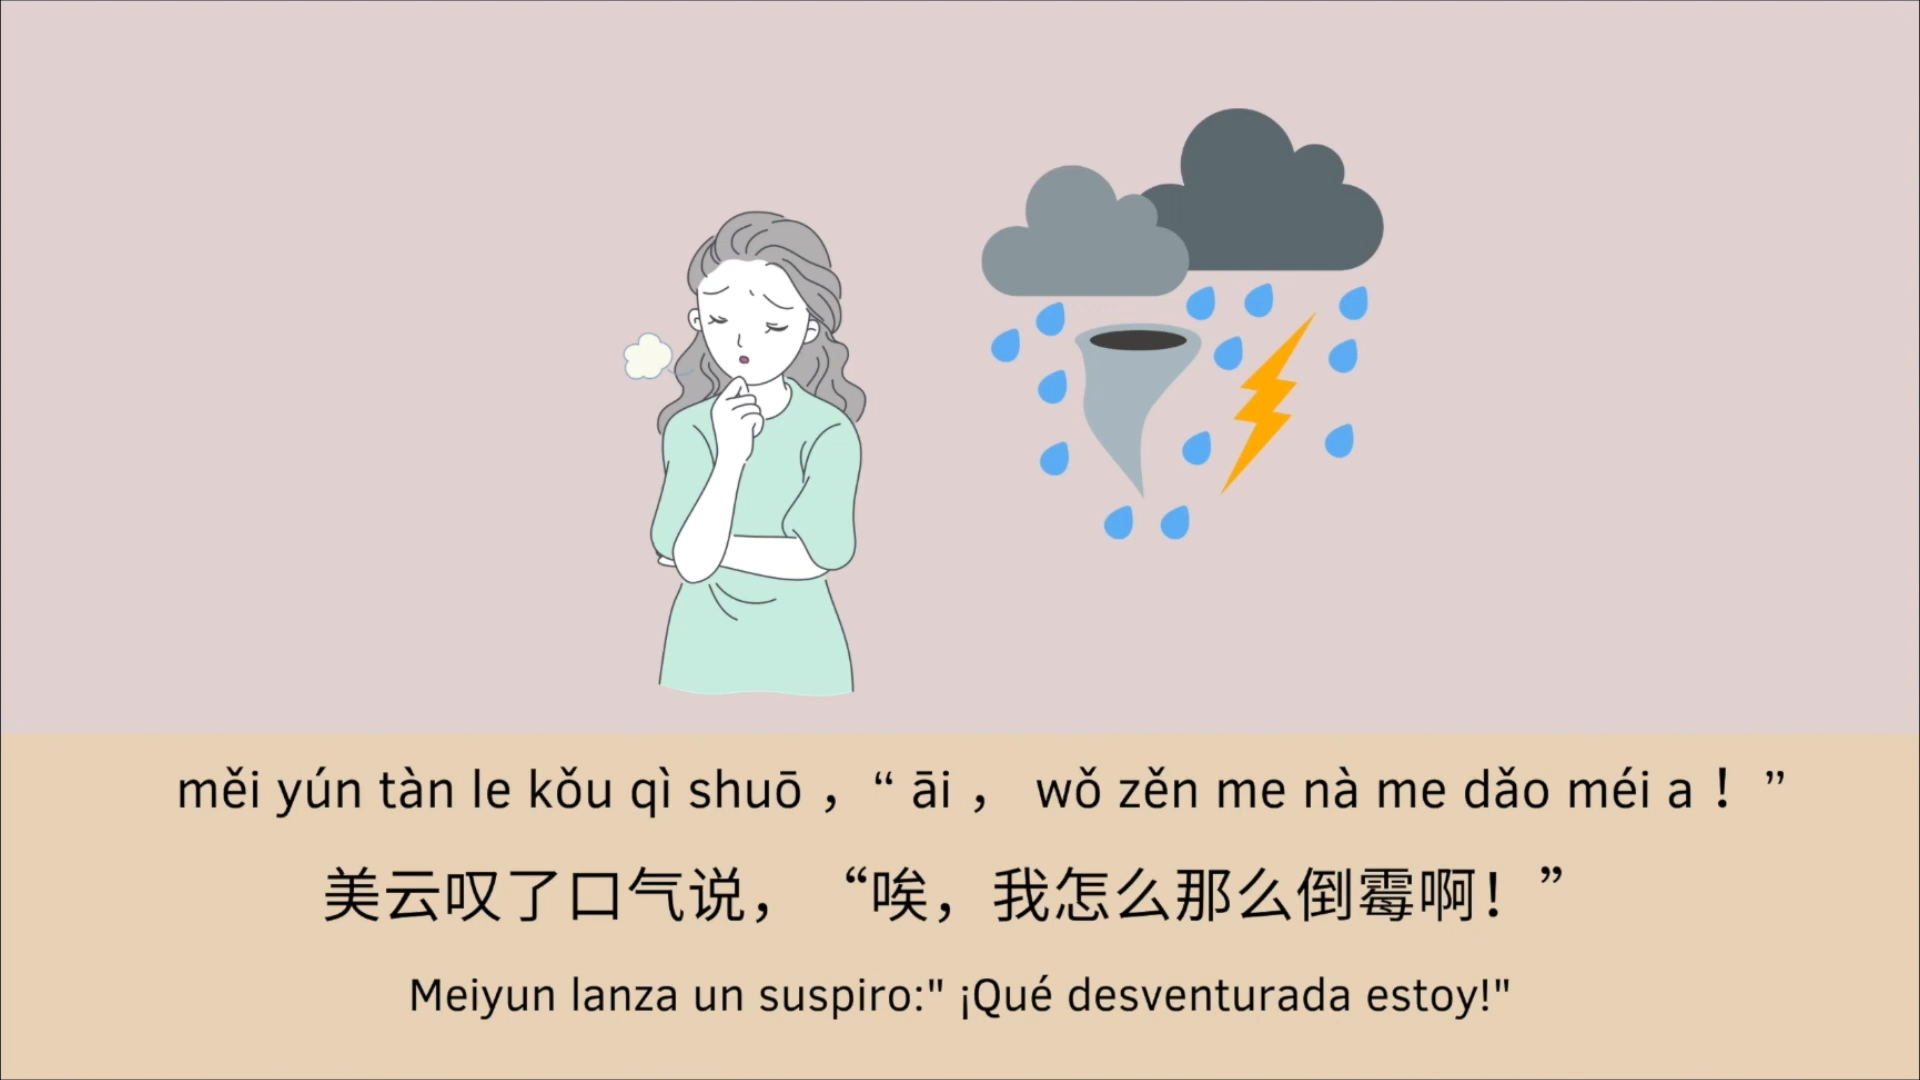 měi yún tàn le kǒu qì shuō ，“ āi ， wǒ zěn me nà me dǎo méi a ！ ”
美云叹了口气说，“唉，我怎么那么倒霉啊！”
Meiyun lanza un suspiro:" ¡Qué desventurada estoy!"